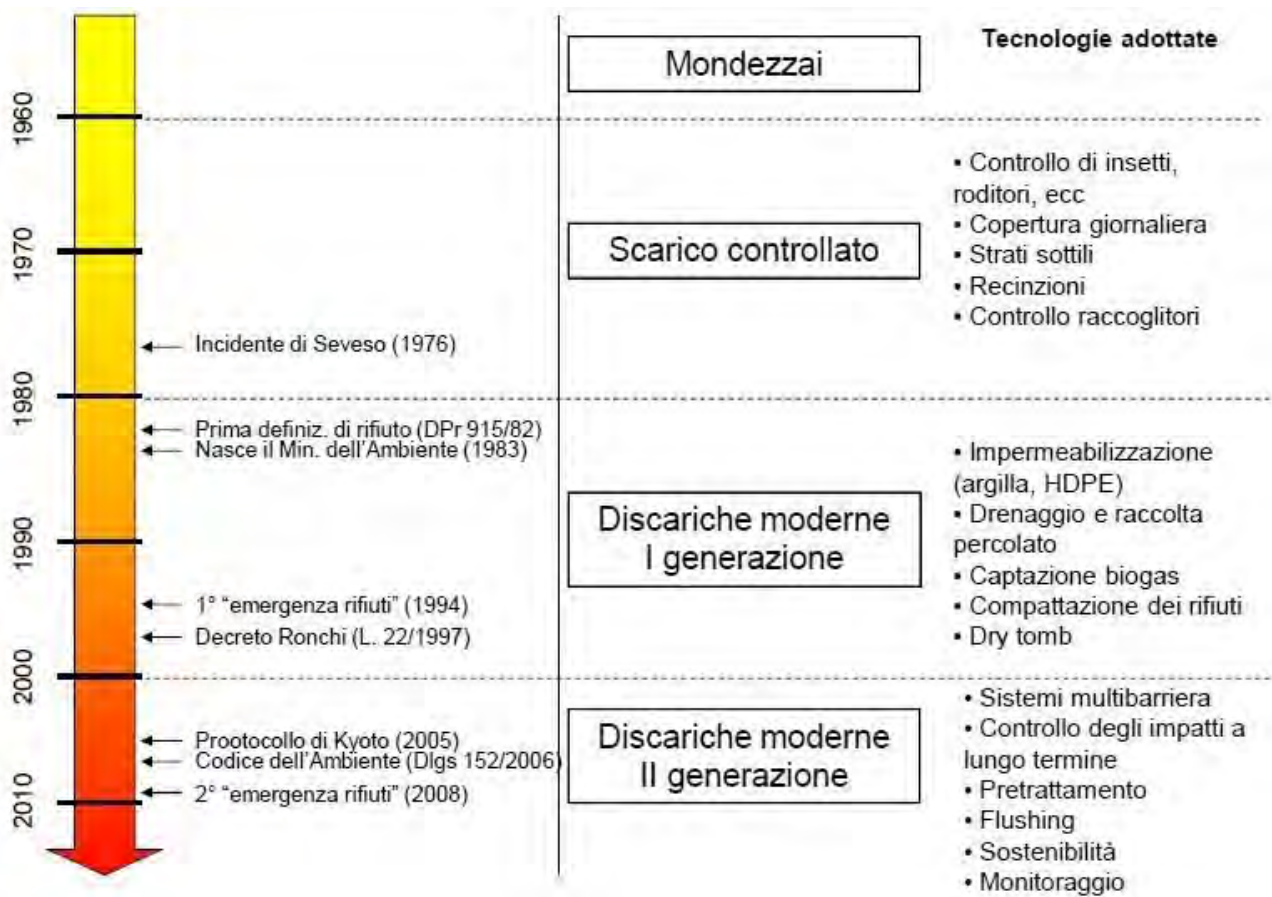 Mondezzai
Tecnologie adottate
1960
Scarico controllato
• Controllo di insetti,
roditori, ecc
• Copertura giornaliera
• Strati sottili
• Recinzioni
• Controllo raccoglitori
1970
Incidente di Seveso (1976)
1980
Prima definiz. di rifiuto (DPr 915/82)
Nasce il Min. dell'Ambiente (1983)
1990
1° “emergenza rifiuti” (1994)
Decreto Ronchi (L. 22/1997)
Discariche moderne
I generazione
• Impermeabilizzazione
(argilla, HDPE)
• Drenaggio e raccolta
percolato
• Captazione biogas
• Compattazione dei rifiuti
• Dry tomb
2000
Prootocollo di Kyoto (2005)
Codice dell'Ambiente (Dlgs 152/2006)
2° “emergenza rifiuti” (2008)
2010
Discariche moderne
II generazione
• Sistemi multibarriera
• Controllo degli impatti a
lungo termine
• Pretrattamento
• Flushing
• Sostenibilità
• Monitoraggio